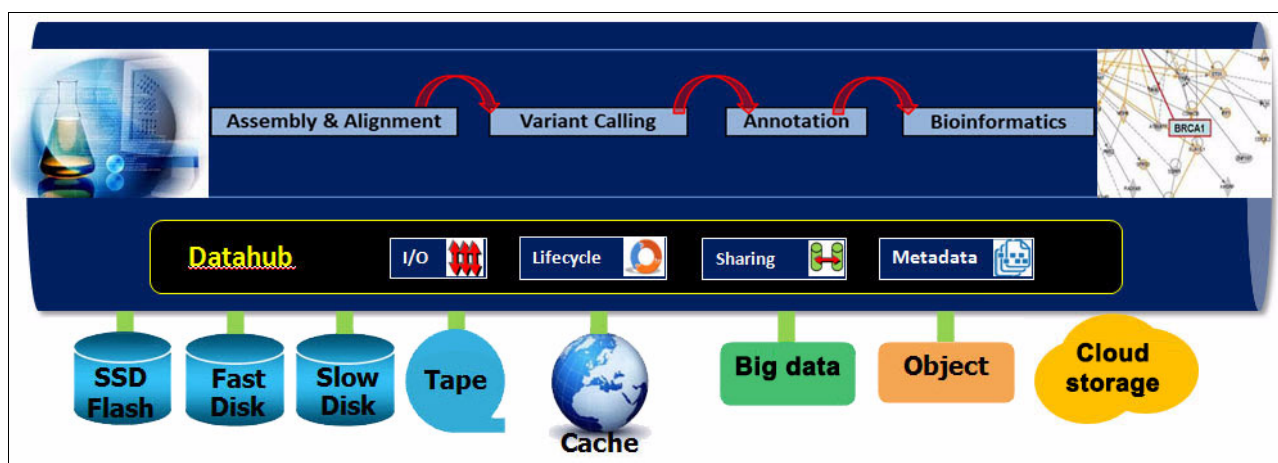 Assembly & Alignment
Variant Calling
Annotation
Bioinformatics
BRCA1
Datahub
I/O
Lifecycle
Sharing
Metadata
SSD
Flash
Fast
Disk
Slow
Disk
Tape
Cache
Big data
Object
Cloud
storage